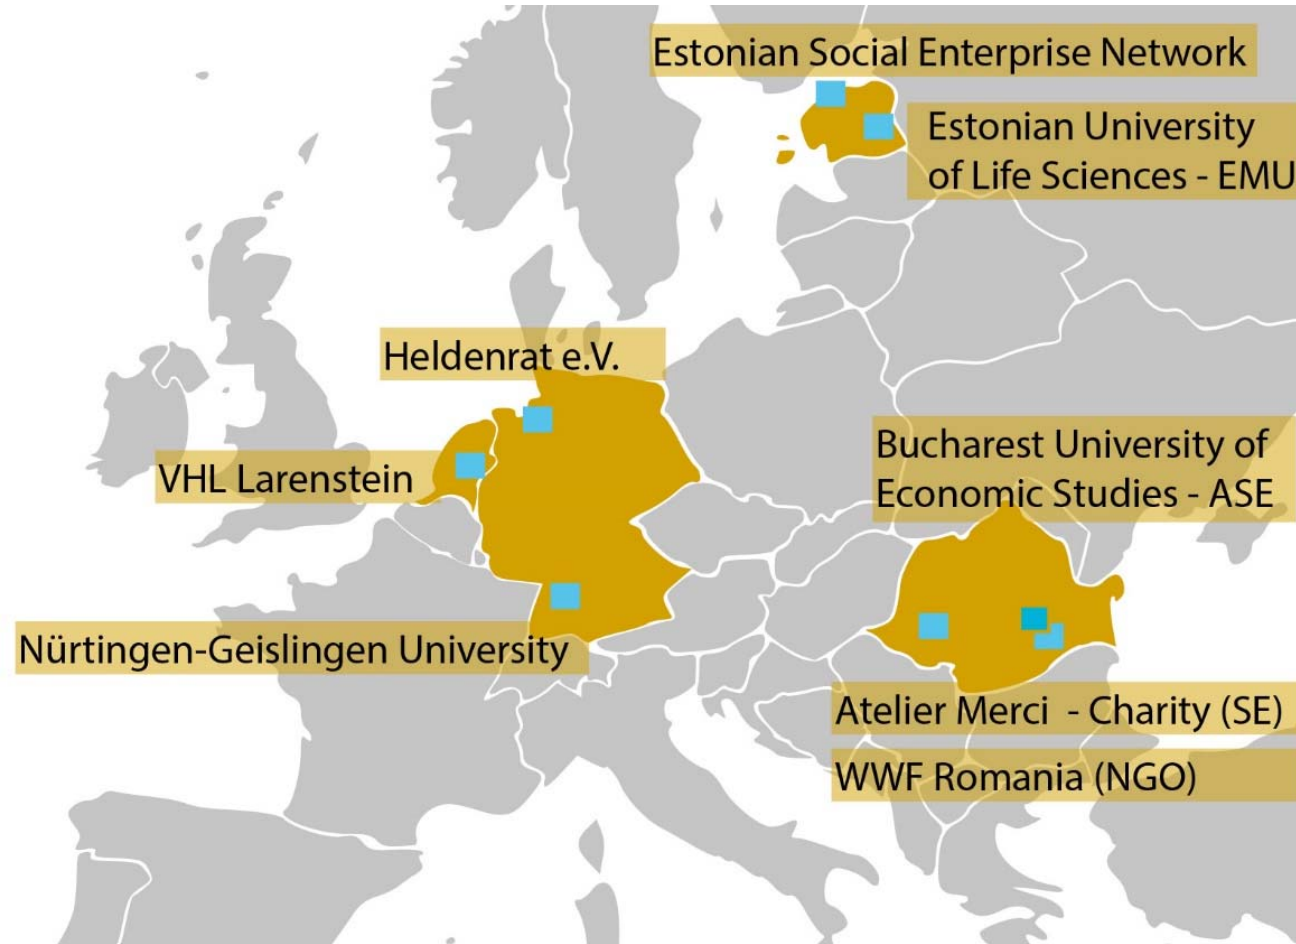 Estonian Social Enterprise Network
Estonian University
of Life Sciences - EMU
Heldenrat e.V.
VHL Larenstein
Bucharest University of
Economic Studies - ASE
Nürtingen-Geislingen University
Atelier Merci - Charity (SE)
WWF Romania (NGO)